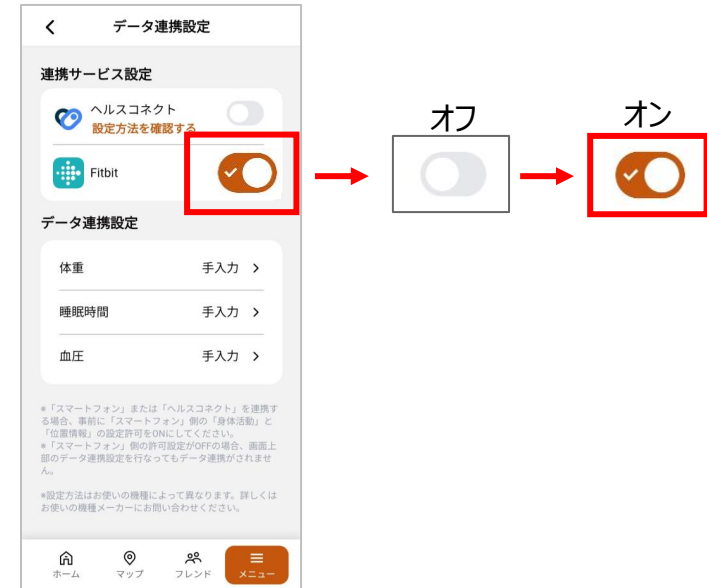 データ連携設定
連携サービス設定
ヘルスコネクト
設定方法を確認する
Fitbit
オフ
オン
データ連携設定
体重 手入力
睡眠時間 手入力
血圧 手入力
※「スマートフォン」または「ヘルスコネクト」を連携す
る場合、事前に「スマートフォン」側の「身体活動」と
「位置情報」の設定許可をONにしてください。
※「スマートフォン」側の許可設定がOFFの場合、画面上
部のデータ連携設定を行なってもデータ連携がされませ
ん。
※設定方法はお使いの機種によって異なります。詳しくは
お使いの機種メーカーにお問い合わせください。
ホーム マップ フレンド メニュー